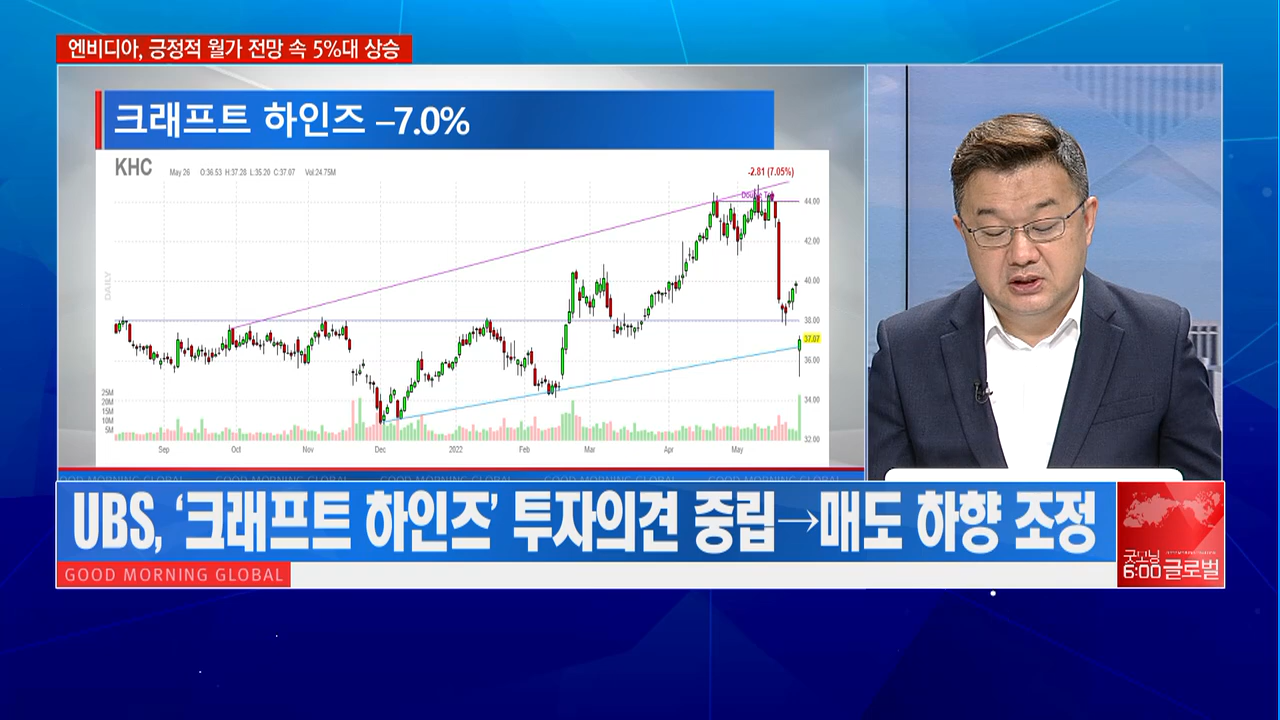 엔비디아, 긍정적 월가 전망 속 5%대 상승
크래프트 하인즈 –7.0%
KHC May 26 O:36.53 H:37.28 L:35.20 C:37.07 Vol:24.75M
-2.81 (7.05%)
44.00
42.00
40.00
38.00
37.07
36.00
34.00
32.00
DAILY
25M
20M
15M
10M
5M
Sep Oct Nov Dec 2022 Feb Mar Apr May
GOOD MORNING GLOBAL
UBS, ‘크래프트 하인즈’ 투자의견 중립→매도 하향 조정
GOOD MORNING GLOBAL
굿모닝
6:00 글로벌